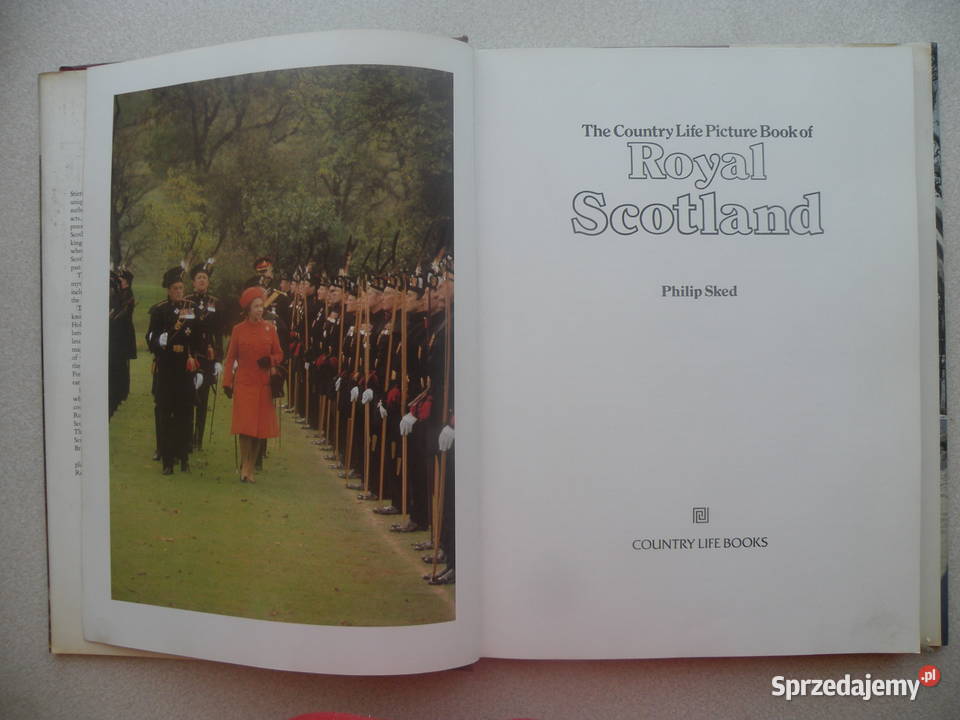 The Country Life Picture Book of
Royal
Scotland
Philip Sked
COUNTRY LIFE BOOKS
Sprzedajemy.pl